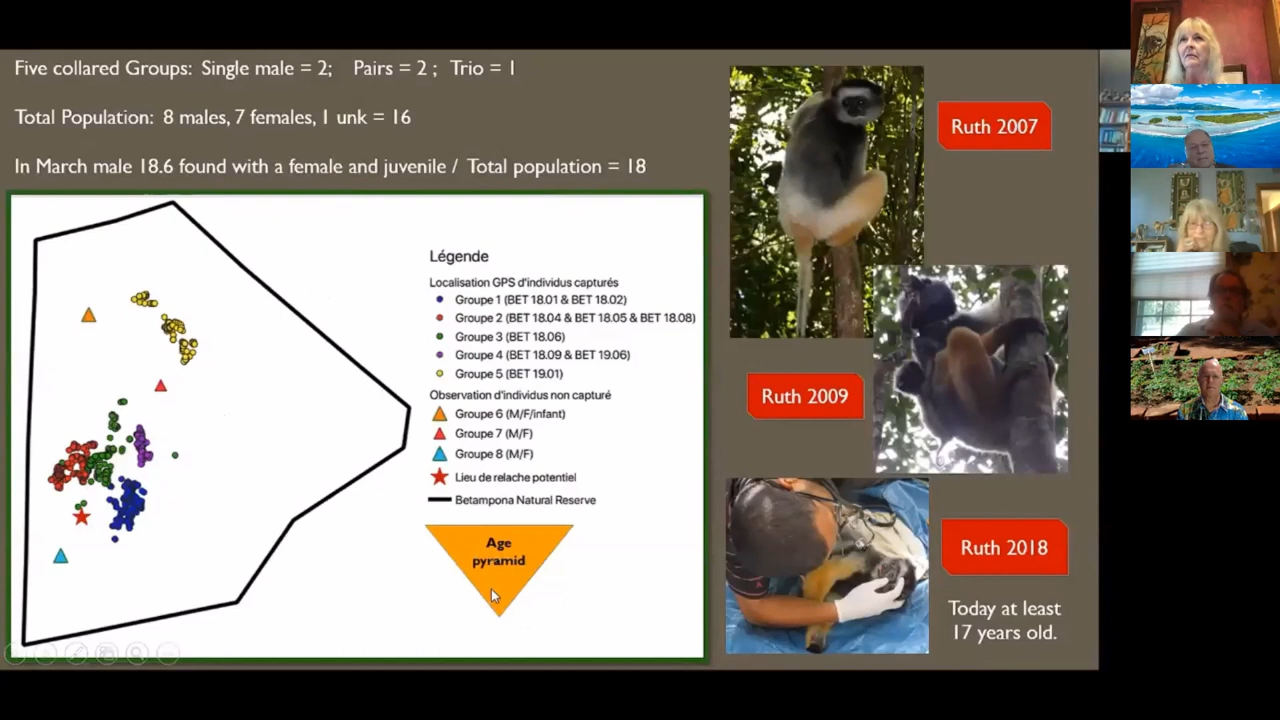 Five collared Groups: Single male = 2; Pairs = 2 ; Trio = 1
Total Population: 8 males, 7 females, 1 unk = 16
In March male 18.6 found with a female and juvenile / Total population = 18
Légende
Localisation GPS d'individus capturés
Groupe 1 (BET 18.01 & BET 18.02)
Groupe 2 (BET 18.04 & BET 18.05 & BET 18.08)
Groupe 3 (BET 18.06)
Groupe 4 (BET 18.09 & BET 19.06)
Groupe 5 (BET 19.01)
Observation d'individus non capturé
Groupe 6 (M/F/infant)
Groupe 7 (M/F)
Groupe 8 (M/F)
Lieu de relache potentiel
Betampona Natural Reserve
Age
pyramid
Ruth 2007
Ruth 2009
Ruth 2018
Today at least
17 years old.